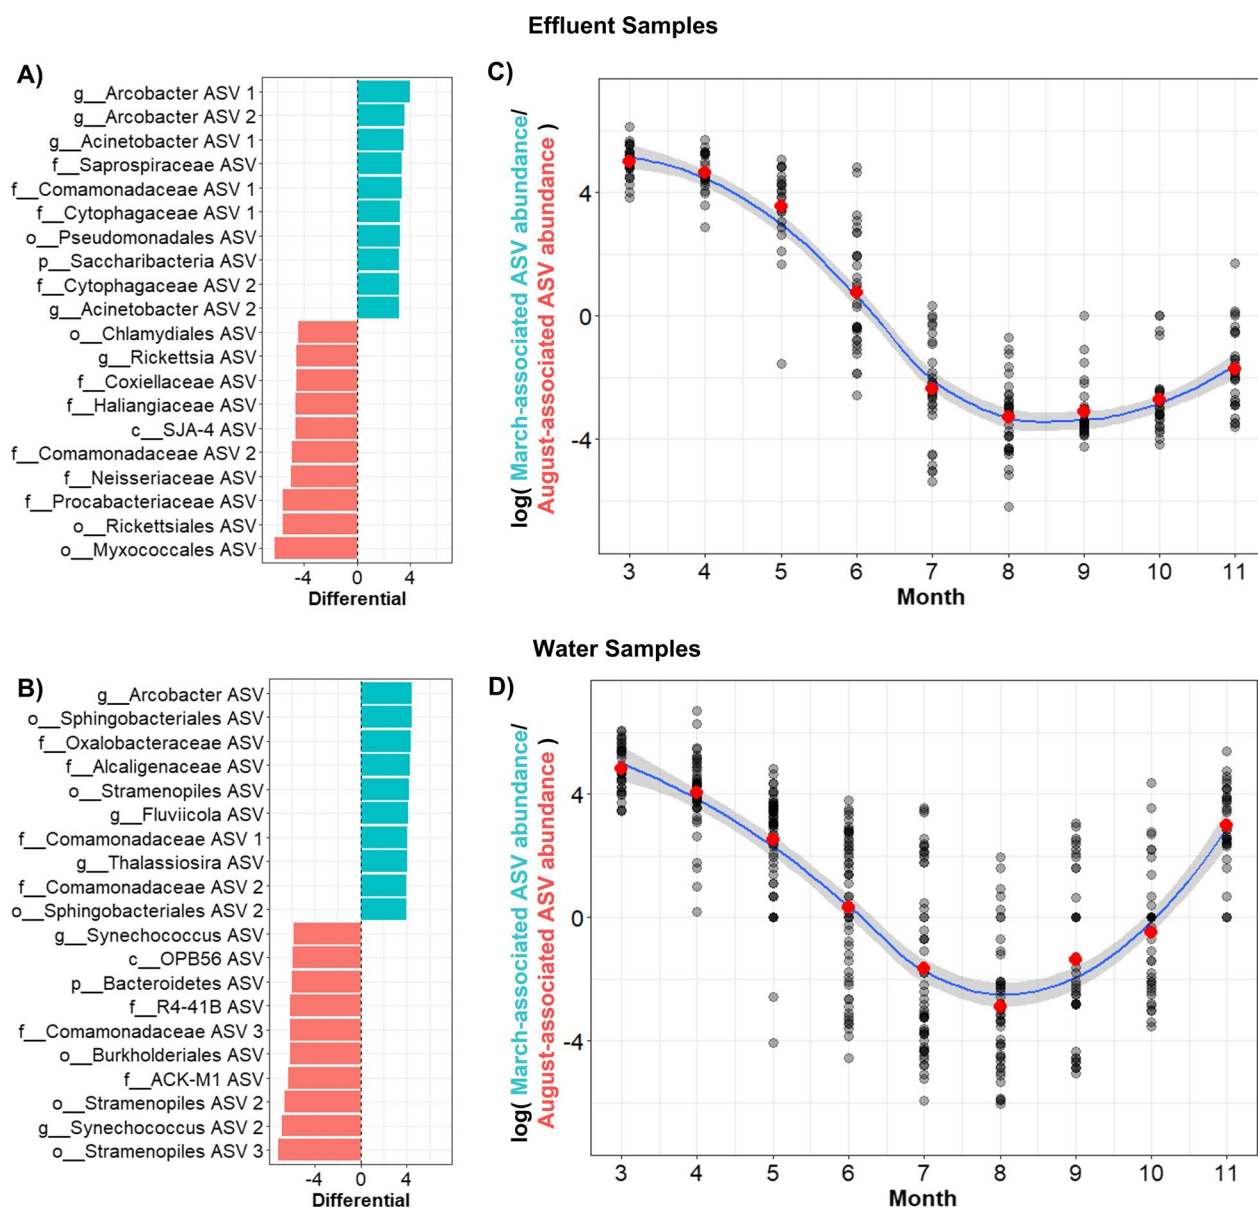 Effluent Samples
A)
g__Arcobacter ASV 1
g__Arcobacter ASV 2
g__Acinetobacter ASV 1
f__Saprospiraceae ASV
f__Comamonadaceae ASV 1
f__Cytophagaceae ASV 1
o__Pseudomonadales ASV
p__Saccharibacteria ASV
f__Cytophagaceae ASV 2
g__Acinetobacter ASV 2
o__Chlamydiales ASV
g__Rickettsia ASV
f__Coxiellaceae ASV
f__Haliangiaceae ASV
c__SJA-4 ASV
f__Comamonadaceae ASV 2
f__Neisseriaceae ASV
f__Procabacteriaceae ASV
o__Rickettsiales ASV
o__Myxococcales ASV
-4 0 4
Differential
C)
log( March-associated ASV abundance/
August-associated ASV abundance )
4
0
-4
3 4 5 6 7 8 9 10 11
Month
Water Samples
B)
g__Arcobacter ASV
o__Sphingobacteriales ASV
f__Oxalobacteraceae ASV
f__Alcaligenaceae ASV
o__Stramenopiles ASV
g__Fluviicola ASV
f__Comamonadaceae ASV 1
g__Thalassiosira ASV
f__Comamonadaceae ASV 2
o__Sphingobacteriales ASV 2
g__Synechococcus ASV
c__OPB56 ASV
p__Bacteroidetes ASV
f__R4-41B ASV
f__Comamonadaceae ASV 3
o__Burkholderiales ASV
f__ACK-M1 ASV
o__Stramenopiles ASV 2
g__Synechococcus ASV 2
o__Stramenopiles ASV 3
-4 0 4
Differential
D)
log( March-associated ASV abundance/
August-associated ASV abundance )
4
0
-4
3 4 5 6 7 8 9 10 11
Month